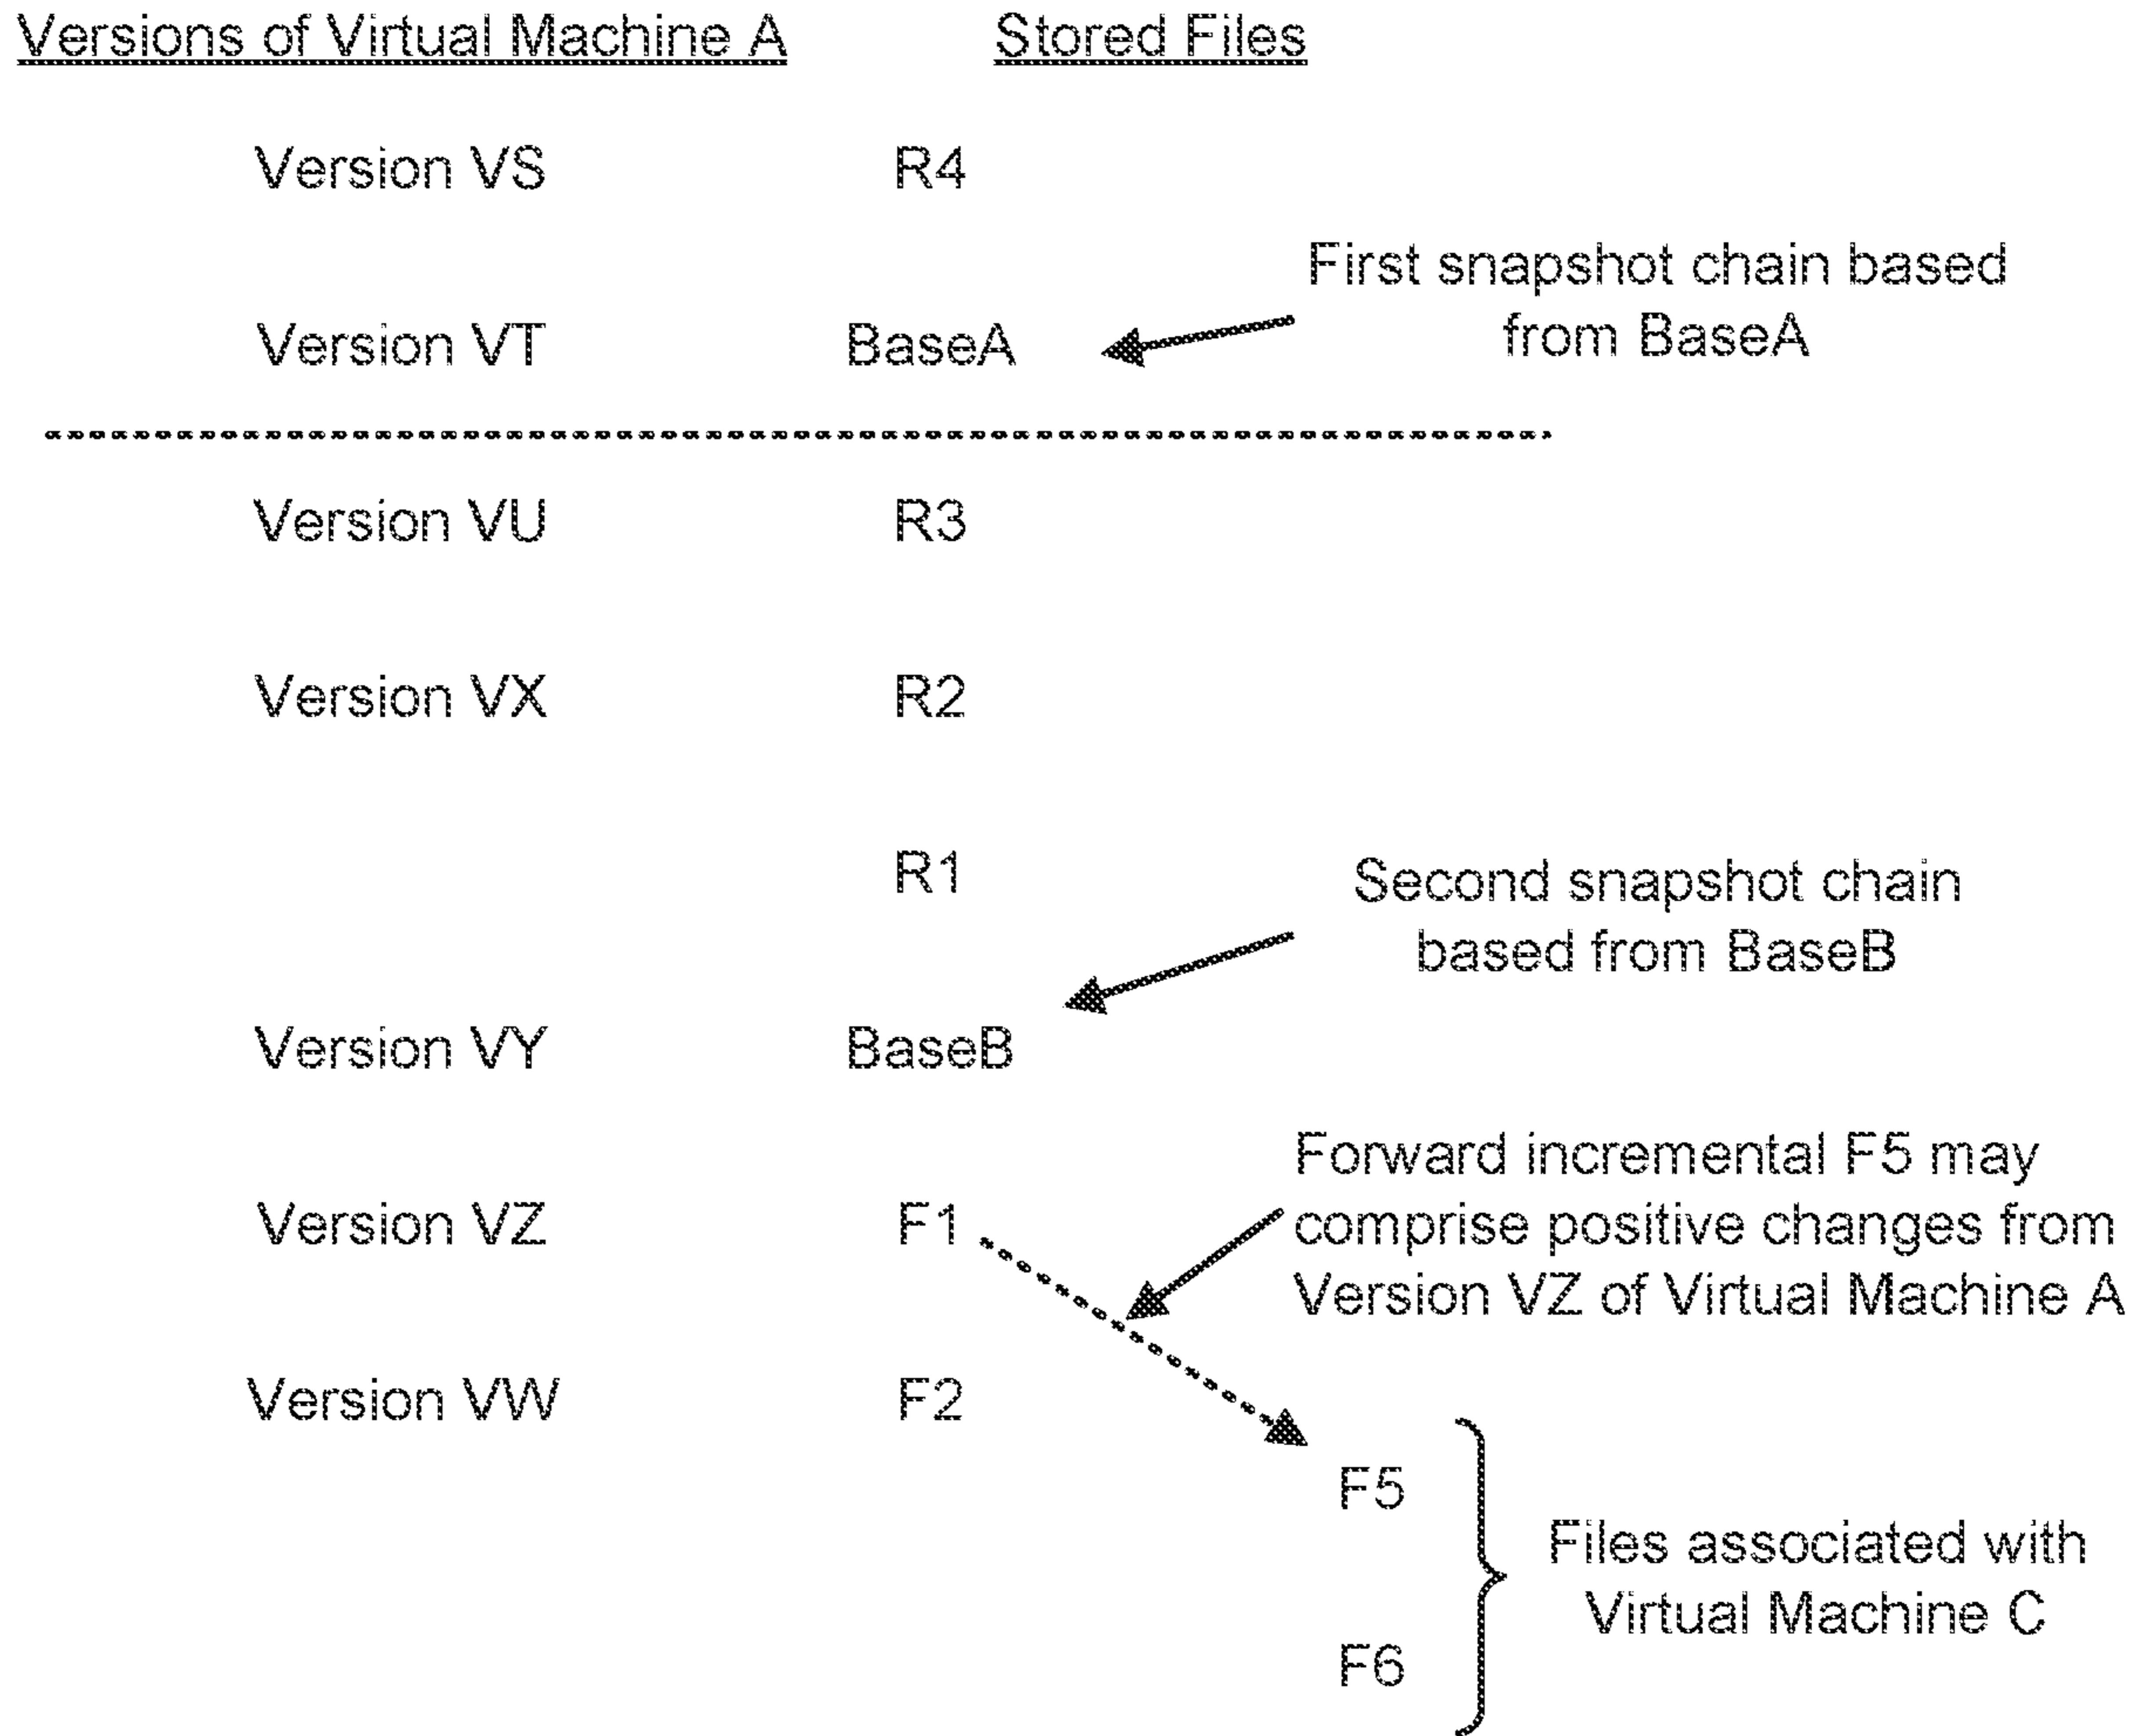 Versions of Virtual Machine A
Stored Files
Version VS
R4
First snapshot chain based
from BaseA
Version VT
BaseA
Version VU
R3
Version VX
R2
R1
Second snapshot chain
based from BaseB
Version VY
BaseB
Forward incremental F5 may
comprise positive changes from
Version VZ of Virtual Machine A
Version VZ
F1
Version VW
F2
F5
Files associated with
Virtual Machine C
F6